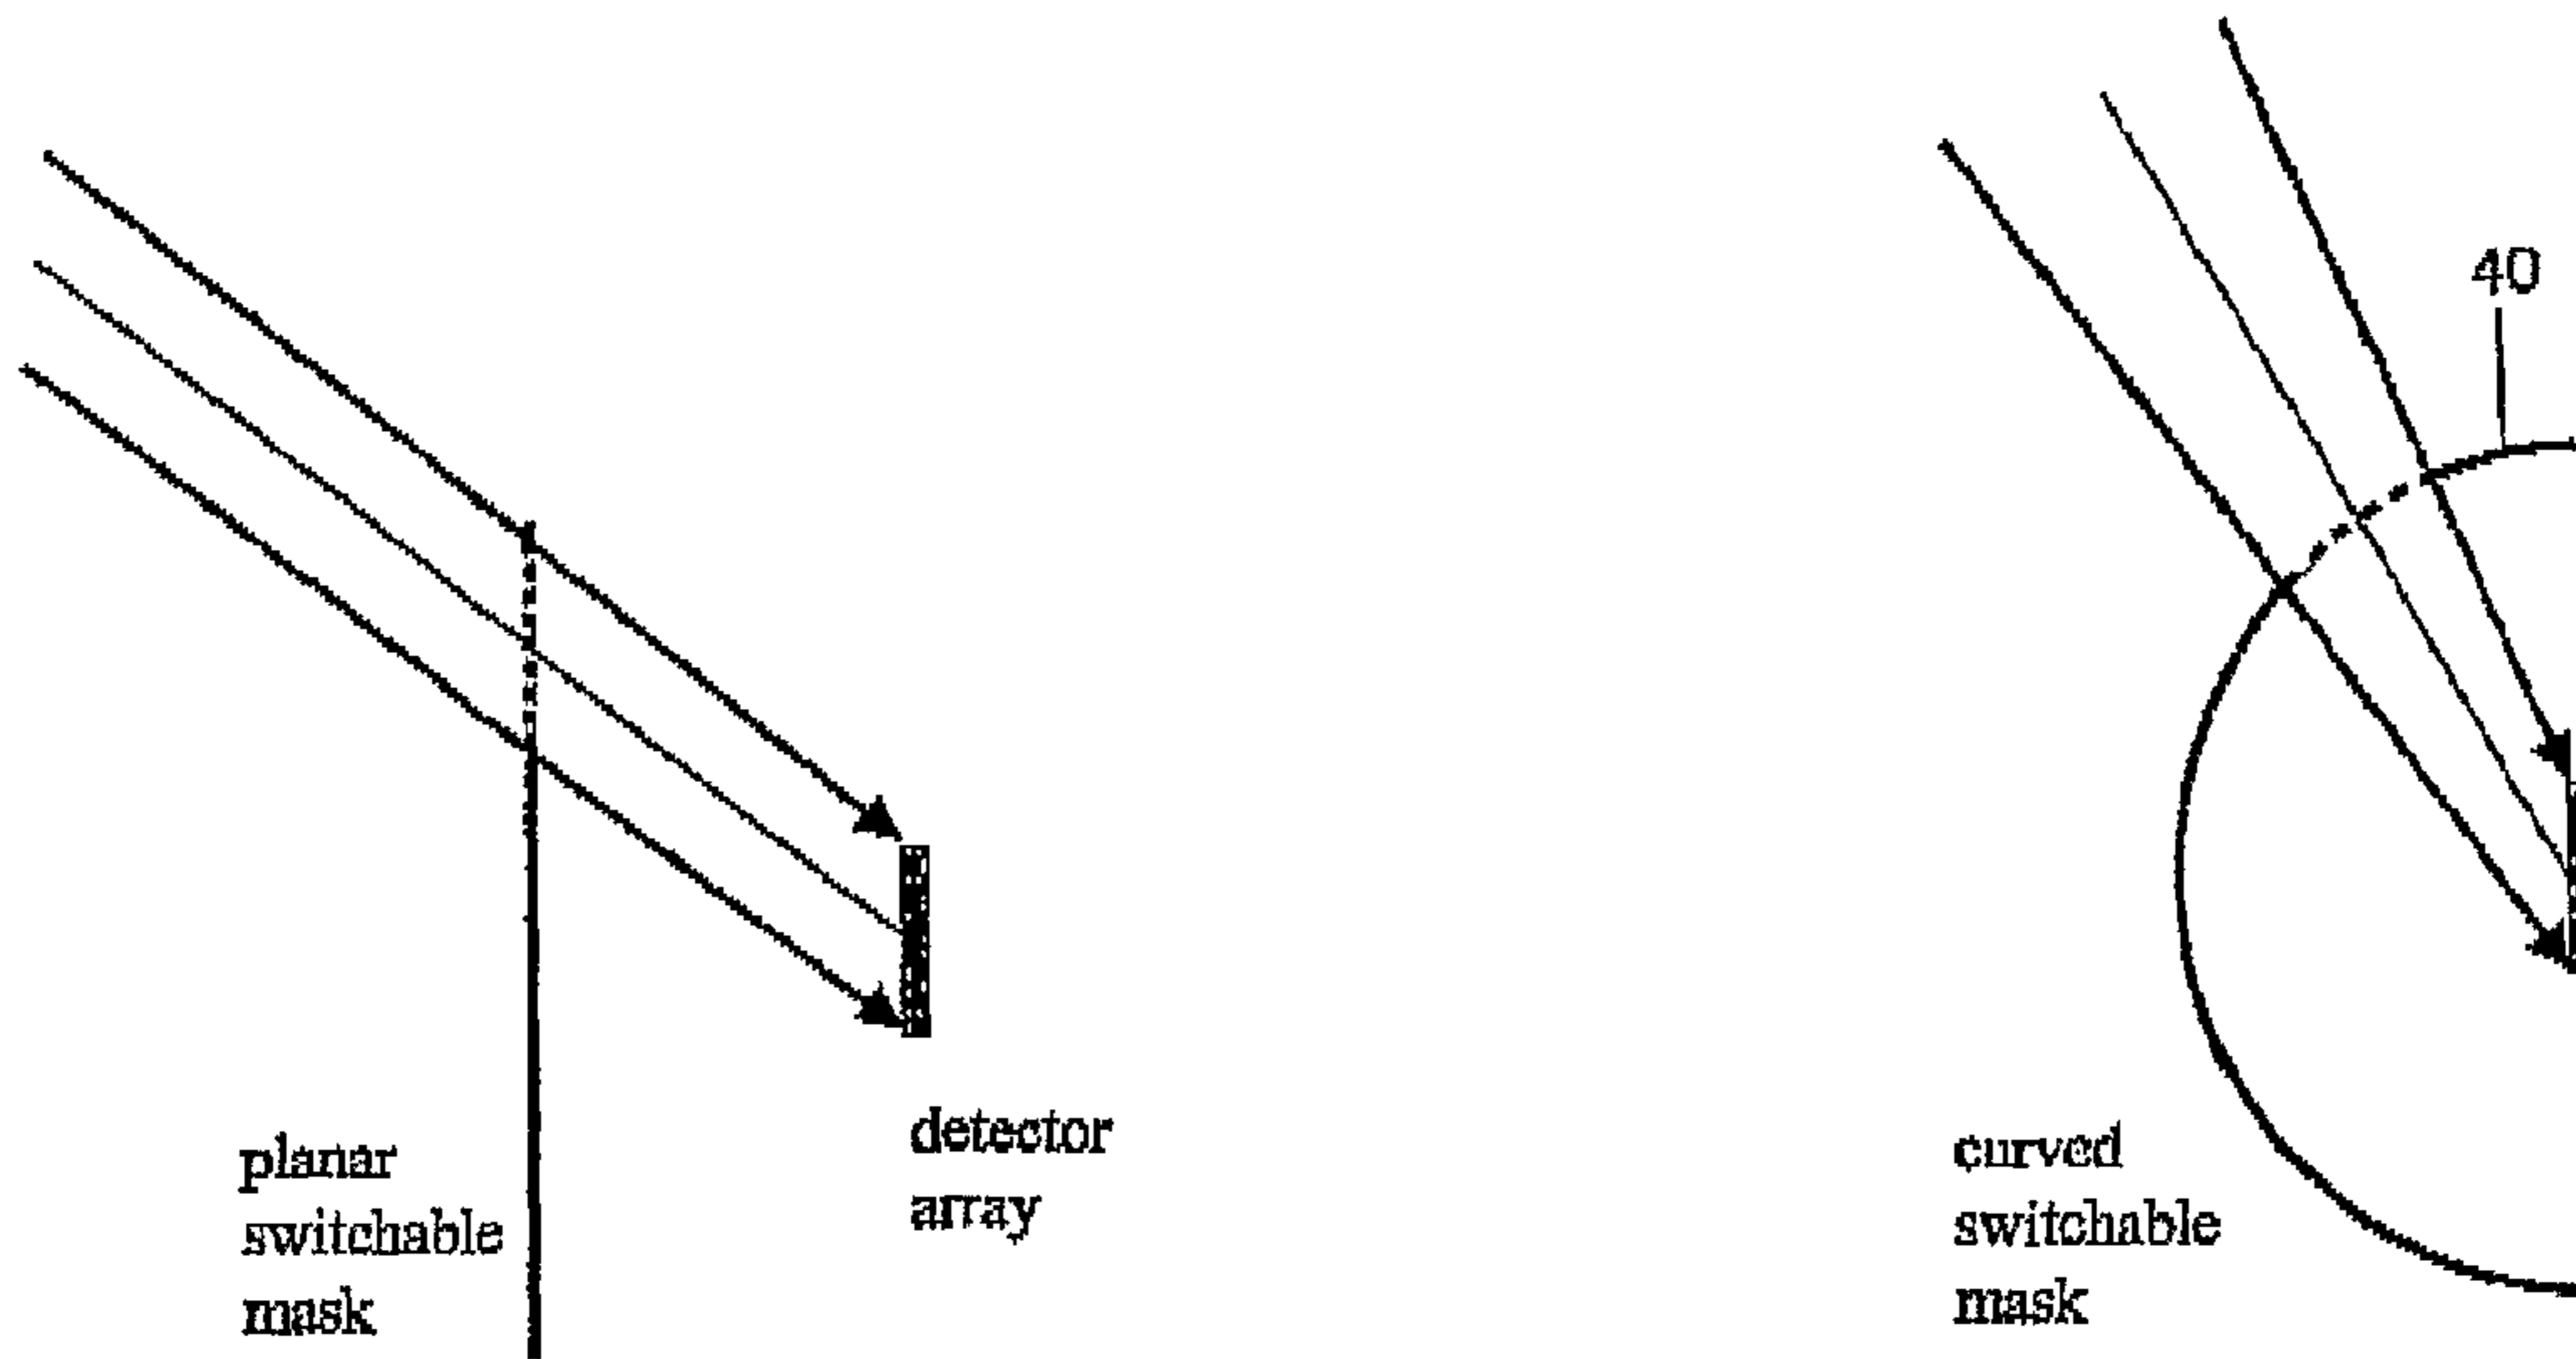 40
planar
switchable
mask
detector
array
curved
switchable
mask